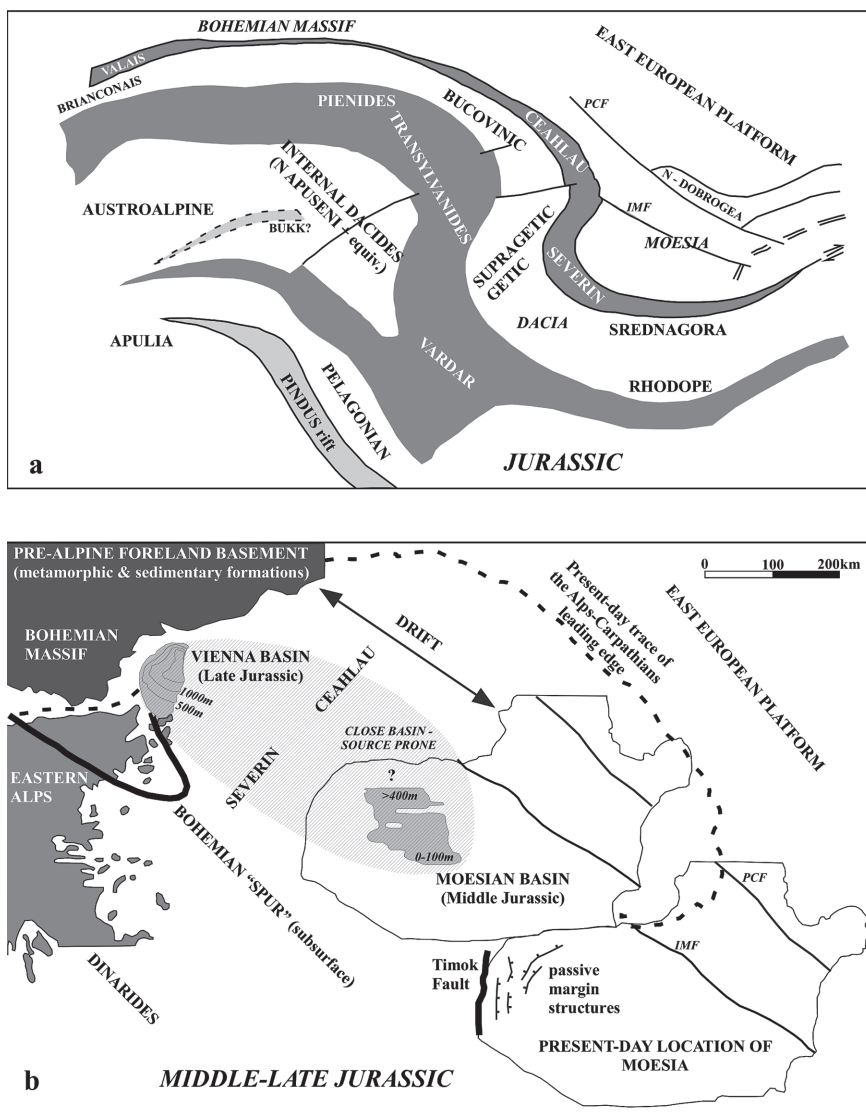 BOHEMIAN MASSIF
VALAIS
BRIANCONAIS
PIENIDES
BUCOVINIC
EAST EUROPEAN PLATFORM
PCF
CEAHLAU
TRANSYLVANIDES
INTERNAL DACIDES
(N APUSENI + equiv.)
N - DOBROGEA
AUSTROALPINE
BUKK?
IMF
MOESIA
SUPRAGETIC
GETIC
SEVERIN
DACIA
SREDNAGORA
APULIA
VARDAR
PELAGONIAN
PINDUS rift
RHODOPE
a
JURASSIC
PRE-ALPINE FORELAND BASEMENT
(metamorphic & sedimentary formations)
0 100 200km
BOHEMIAN
MASSIF
Present-day trace of
the Alps-Carpathians
leading edge
EAST EUROPEAN PLATFORM
DRIFT
VIENNA BASIN
(Late Jurassic)
1000m
500m
CEAHLAU
SEVERIN
CLOSE BASIN -
SOURCE PRONE
?
>400m
0-100m
EASTERN
ALPS
MOESIAN BASIN
(Middle Jurassic)
BOHEMIAN "SPUR" (subsurface)
PCF
IMF
DINARIDES
Timok
Fault
passive
margin
structures
PRESENT-DAY LOCATION OF
MOESIA
b
MIDDLE-LATE JURASSIC